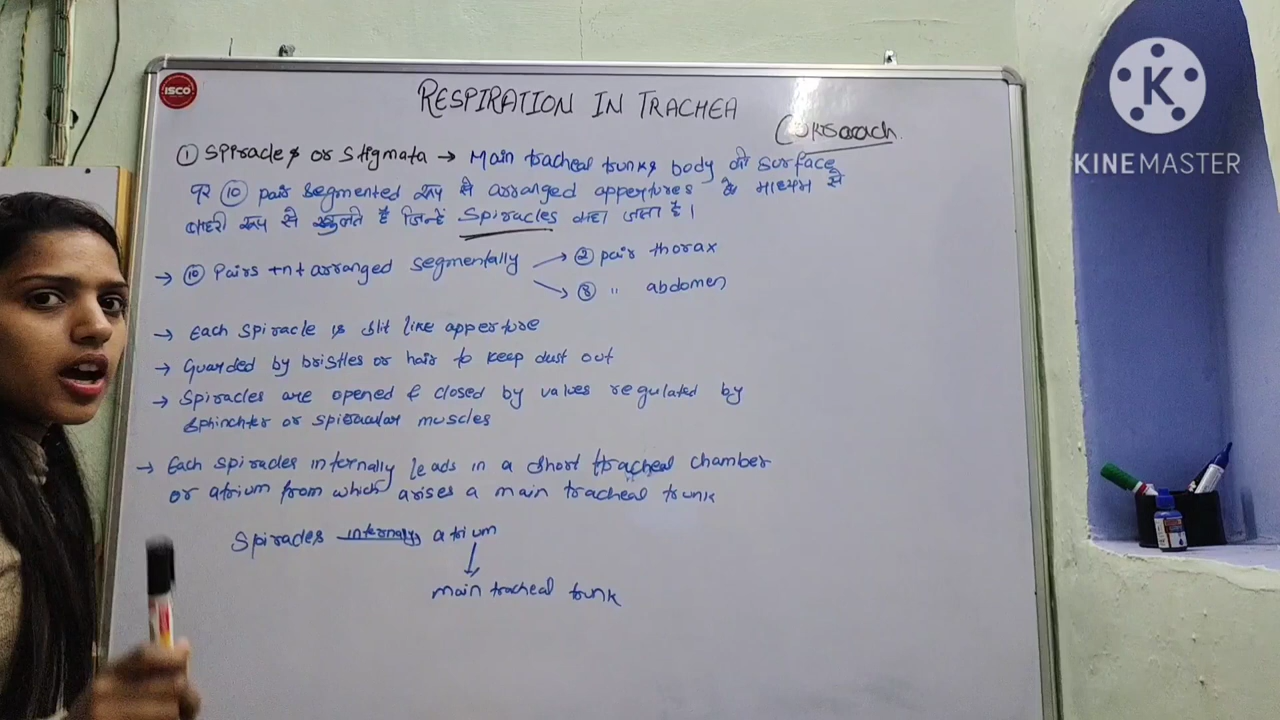 ISCO
RESPIRATION IN TRACHEA
① Spiracles or Stigmata → Main tracheal trunks body की surface
पर ⑩ pair segmented रूप से arranged appertures के माध्यम से
बाहरी रूप से खुलते हैं जिन्हें Spiracles कहा जाता है।
→ ⑩ Pairs arranged segmentally → ② pair thorax
→ ⑧ " abdomen
→ Each spiracle is slit like apperture
→ Guarded by bristles or hair to keep dust out
→ Spiracles are opened & closed by values regulated by
Sphinchter or spiracular muscles
→ Each spiracles internally leads in a short tracheal chamber
or atrium from which arises a main tracheal trunk
Spiracles internally atrium
↓
main tracheal trunk
K
KINEMASTER